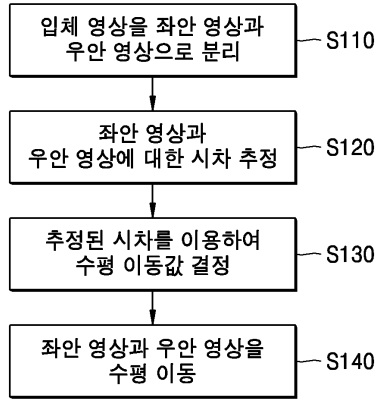 입체 영상을 좌안 영상과
우안 영상으로 분리
S110
좌안 영상과
우안 영상에 대한 시차 추정
S120
추정된 시차를 이용하여
수평 이동값 결정
S130
좌안 영상과 우안 영상을
수평 이동
S140